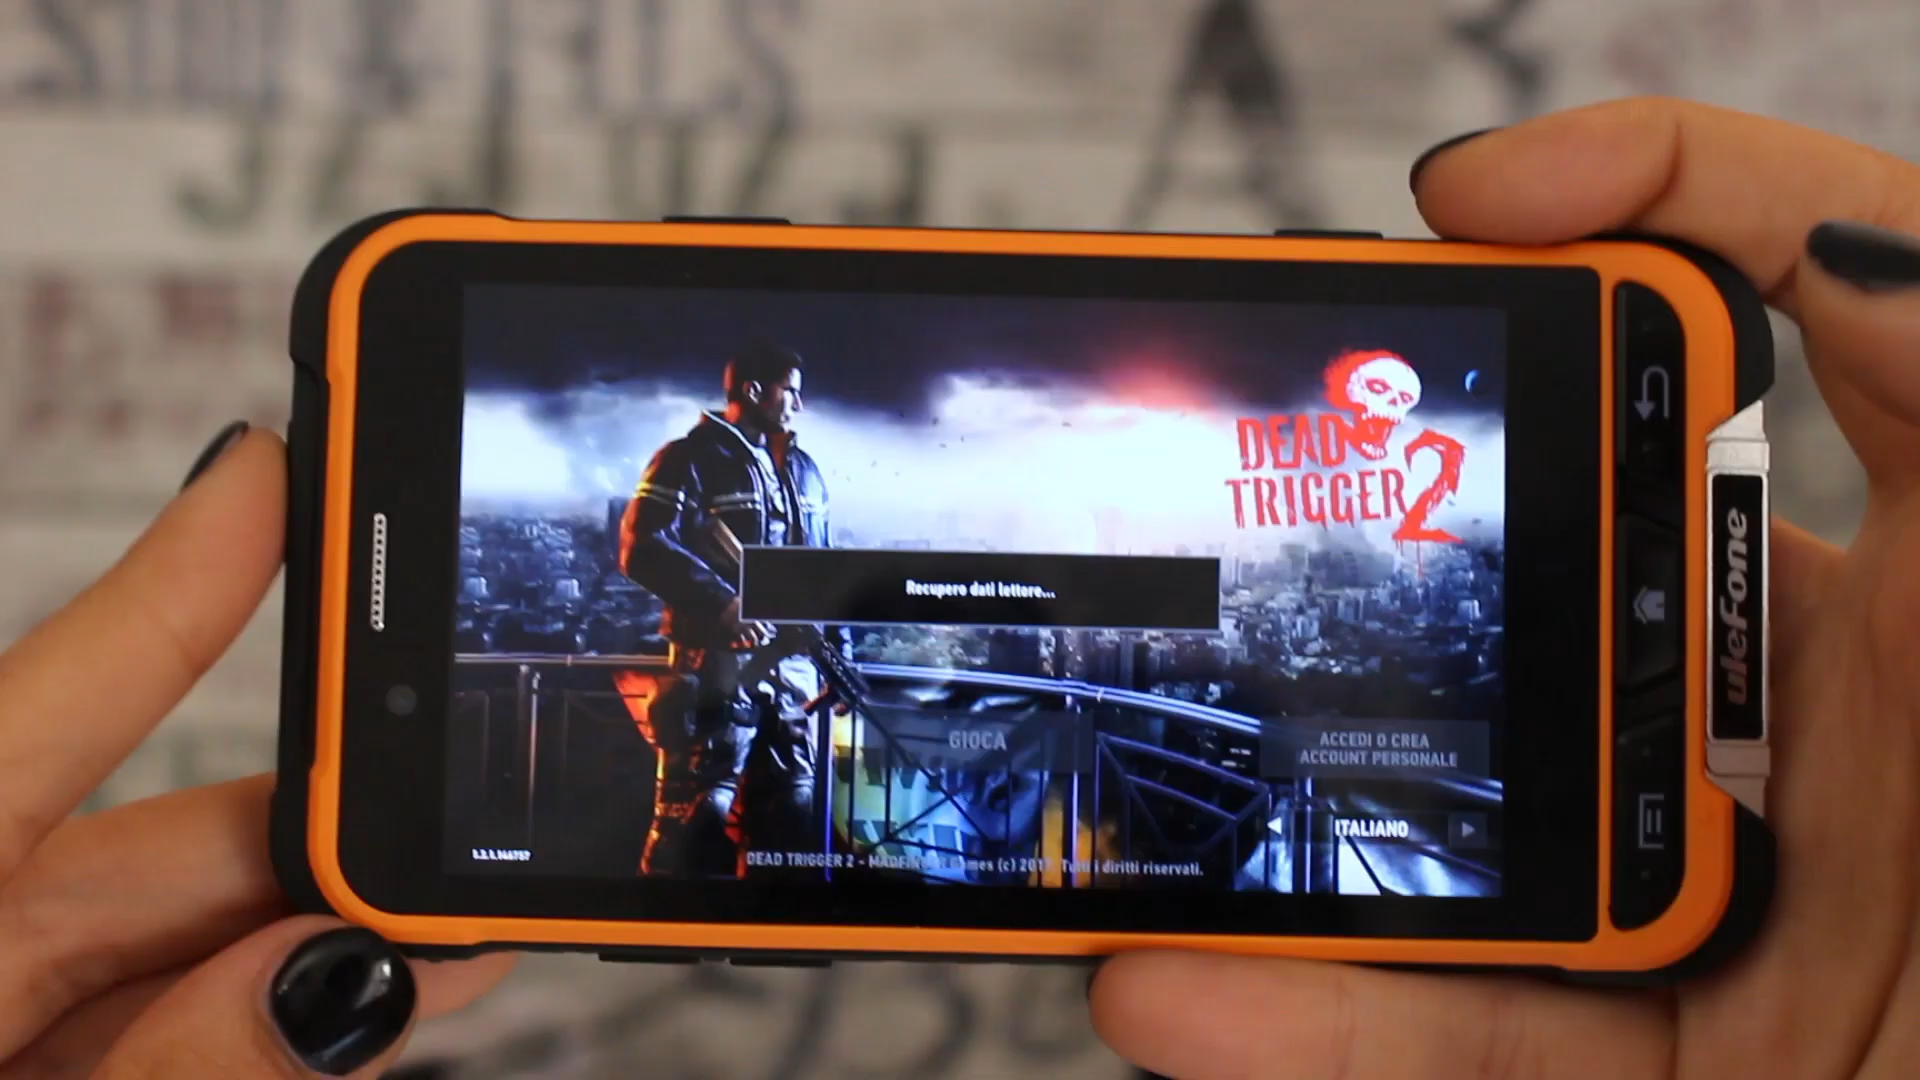 DEAD
TRIGGER 2
Recupero dati lettore...
GIOCA
ACCEDI O CREA
ACCOUNT PERSONALE
ITALIANO
DEAD TRIGGER 2 - Games (c) Tutti i diritti riservati.
ulefone